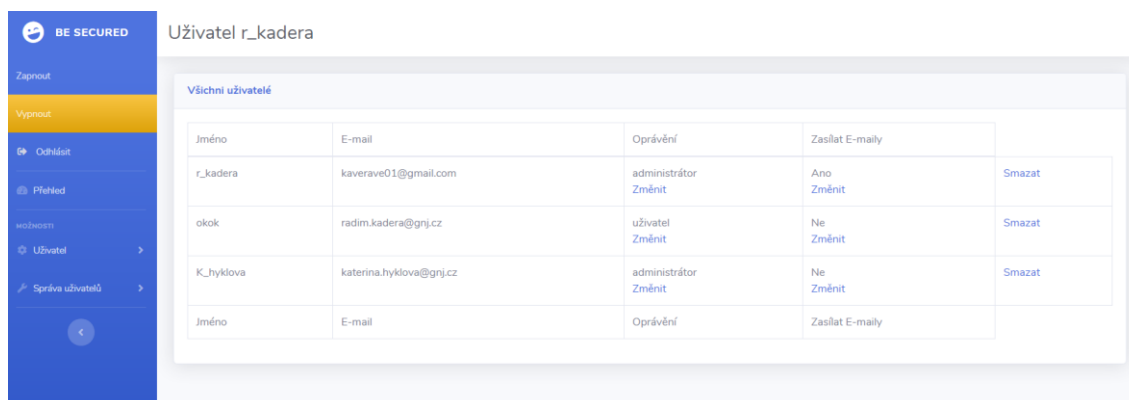 BE SECURED
Uživatel r_kadera
Zapnout
Vypnout
Odhlásit
Přehled
MOŽNOSTI
Uživatel
Správa uživatelů
Všichni uživatelé
Jméno E-mail Oprávění Zasílat E-maily
r_kadera kaverave01@gmail.com administrátor Ano Smazat
Změnit Změnit
okok radim.kadera@gnj.cz uživatel Ne Smazat
Změnit Změnit
K_hyklova katerina.hyklova@gnj.cz administrátor Ne Smazat
Změnit Změnit
Jméno E-mail Oprávění Zasílat E-maily